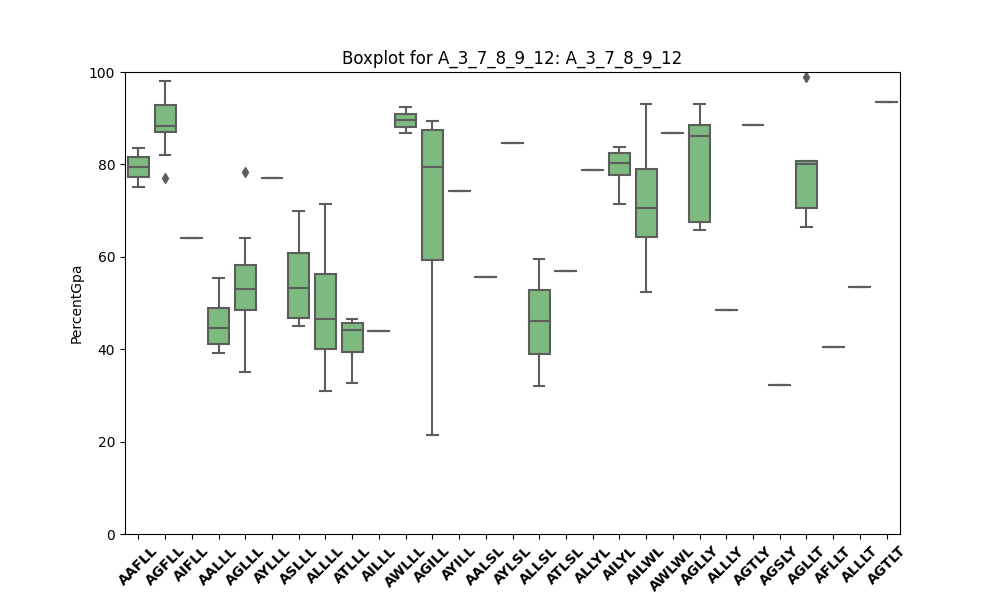 Boxplot for A_3_7_8_9_12: A_3_7_8_9_12
PercentGpa
100
80
60
40
20
0
AAFLL AGFLL AIFLL AALLL AGLLL AYLLL ASLLL ALLLL ATLLL AILLL AWLLL AGILL AYILL AALSL AYLSL ALLSL ATLSL ALLYL AILYL AILWL AWLWL AGLLY ALLLY AGTLY AGSLY AGLLT AFLLT ALLLT AGTLT